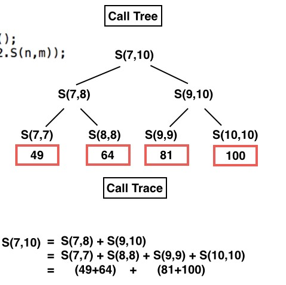 Call Tree
();
2.S(n,m));
S(7,10)
S(7,8) S(9,10)
S(7,7) S(8,8) S(9,9) S(10,10)
49 64 81 100
Call Trace
S(7,10) = S(7,8) + S(9,10)
= S(7,7) + S(8,8) + S(9,9) + S(10,10)
= (49+64) + (81+100)